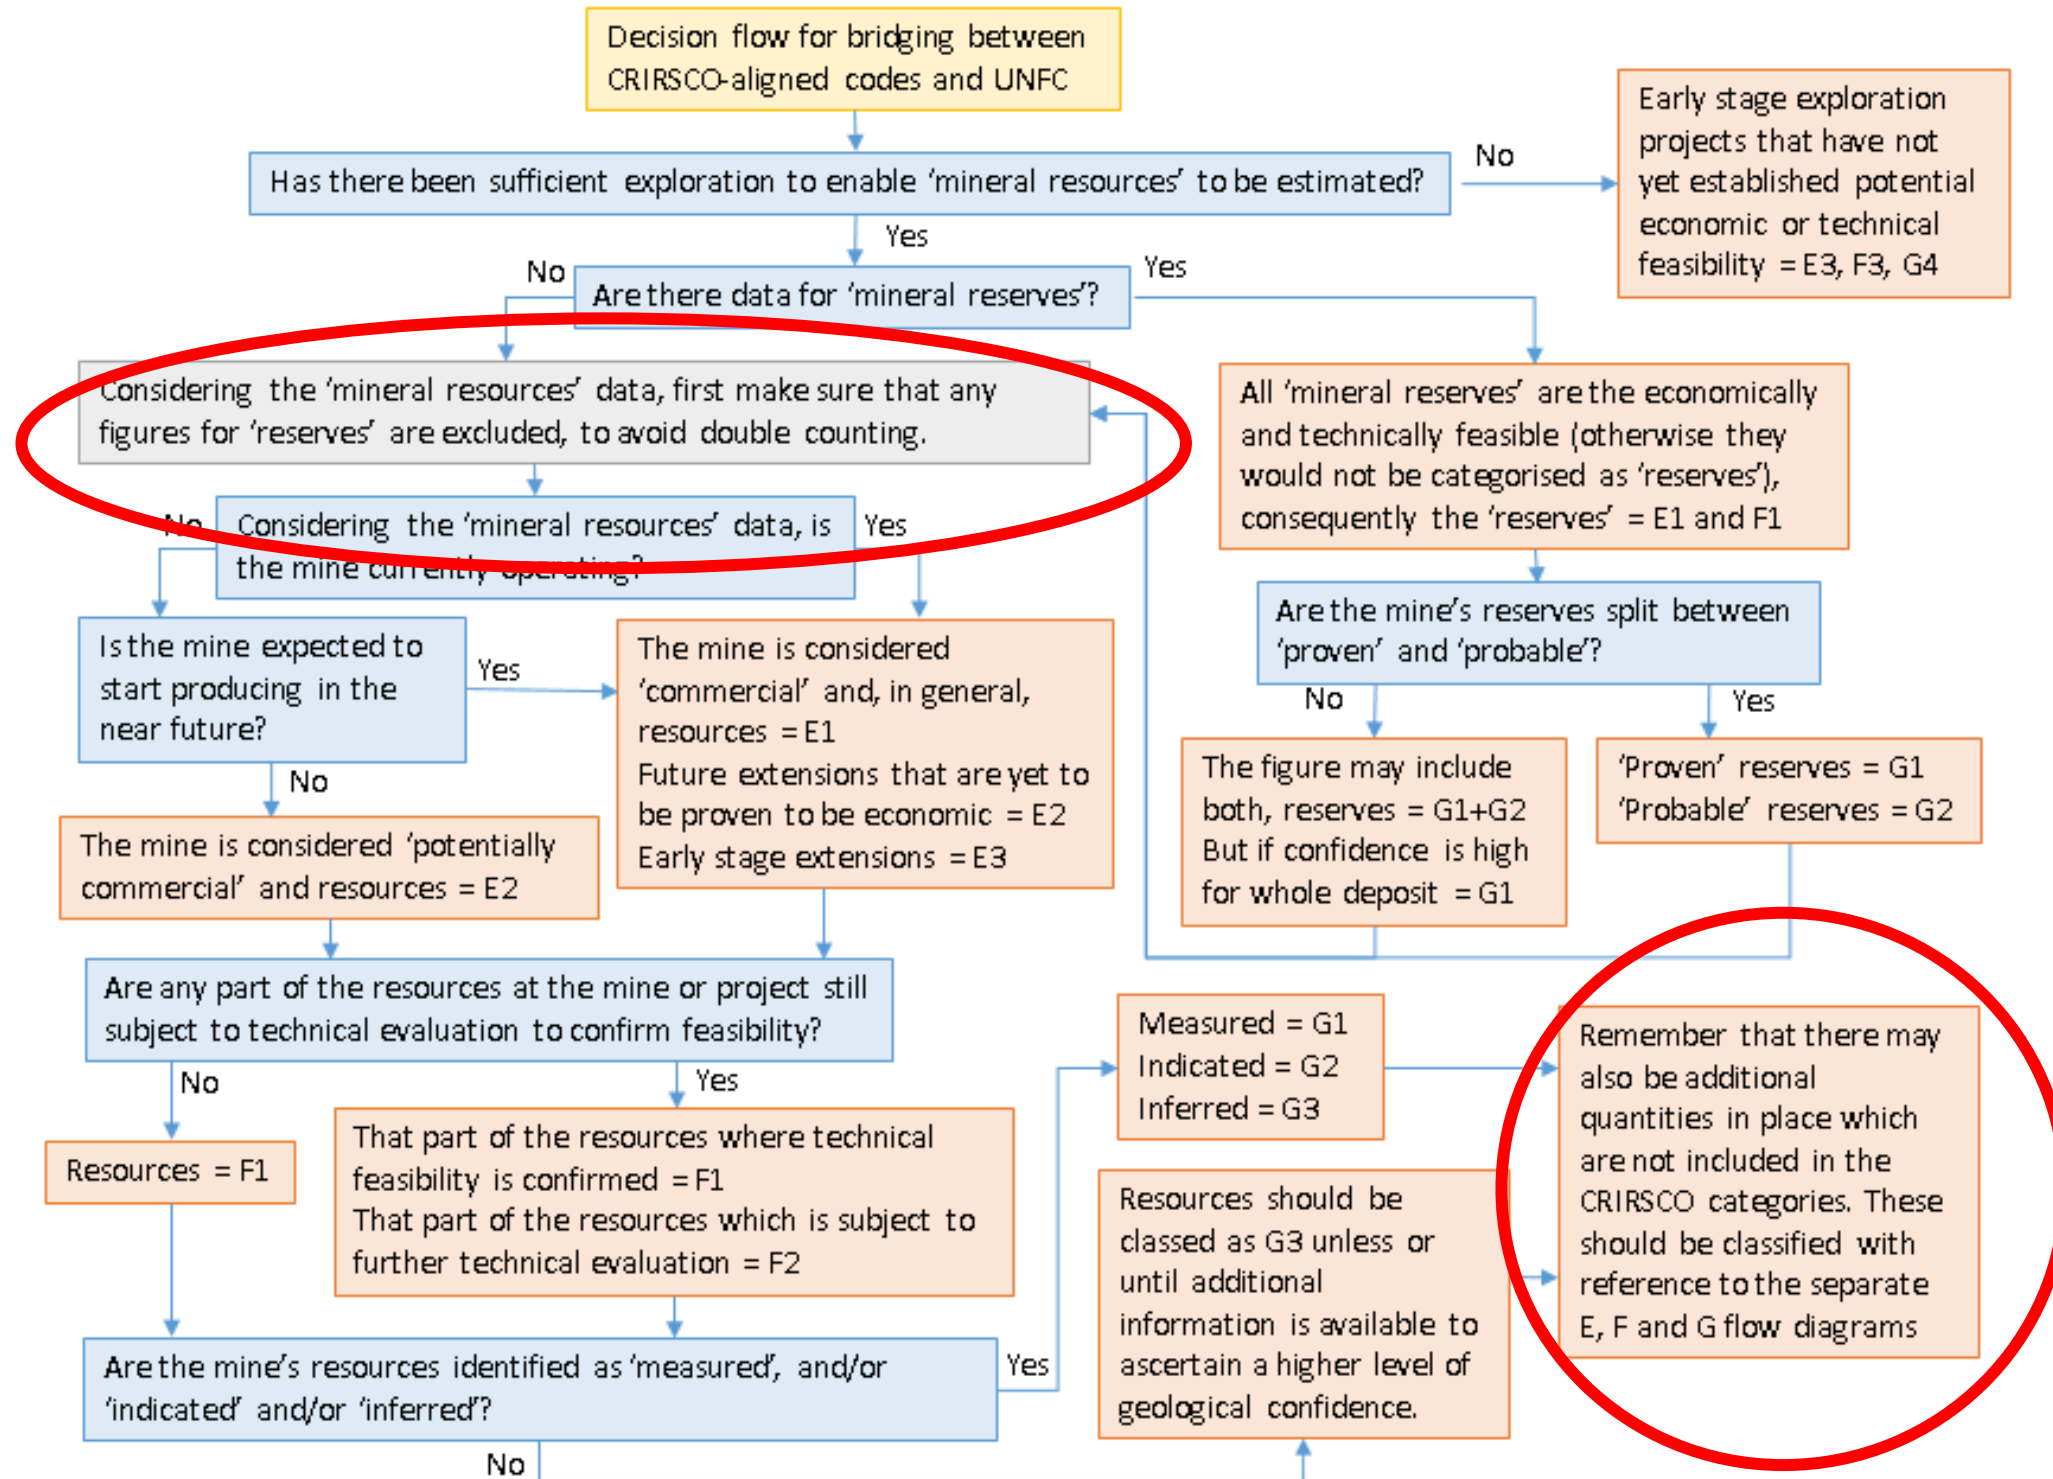 Decision flow for bridging between
CRIRSCO-aligned codes and UNFC
Early stage exploration
projects that have not
yet established potential
economic or technical
feasibility = E3, F3, G4
No
Has there been sufficient exploration to enable ‘mineral resources’ to be estimated?
Yes
No
Are there data for ‘mineral reserves’?
Yes
Considering the ‘mineral resources’ data, first make sure that any
figures for ‘reserves’ are excluded, to avoid double counting.
All ‘mineral reserves’ are the economically
and technically feasible (otherwise they
would not be categorised as ‘reserves’),
consequently the ‘reserves’ = E1 and F1
No
Considering the ‘mineral resources’ data, is
the mine currently operating?
Yes
Are the mine’s reserves split between
‘proven’ and ‘probable’?
No
Yes
Is the mine expected to
start producing in the
near future?
Yes
No
The mine is considered
‘commercial’ and, in general,
resources = E1
Future extensions that are yet to
be proven to be economic = E2
Early stage extensions = E3
The figure may include
both, reserves = G1+G2
But if confidence is high
for whole deposit = G1
‘Proven’ reserves = G1
‘Probable’ reserves = G2
The mine is considered ‘potentially
commercial’ and resources = E2
Are any part of the resources at the mine or project still
subject to technical evaluation to confirm feasibility?
No
Yes
Resources = F1
That part of the resources where technical
feasibility is confirmed = F1
That part of the resources which is subject to
further technical evaluation = F2
Measured = G1
Indicated = G2
Inferred = G3
Resources should be
classed as G3 unless or
until additional
information is available to
ascertain a higher level of
geological confidence.
Remember that there may
also be additional
quantities in place which
are not included in the
CRIRSCO categories. These
should be classified with
reference to the separate
E, F and G flow diagrams
Are the mine’s resources identified as ‘measured’, and/or
‘indicated’ and/or ‘inferred’?
Yes
No